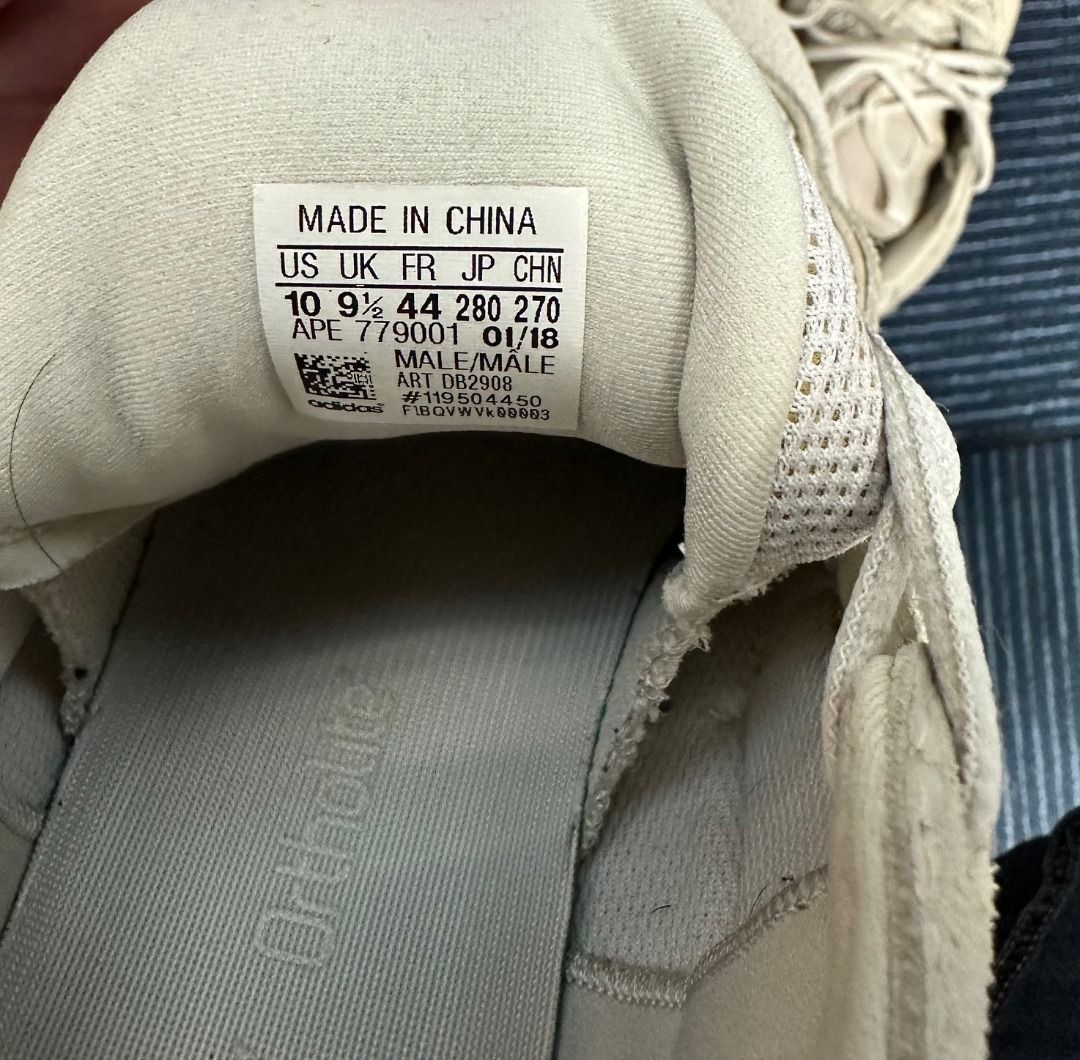 MADE IN CHINA
US UK FR JP CHN
10 9½ 44 280 270
APE 779001 01/18
MALE/MÂLE
ART DB2908
#119504450
adidas F1BQVWVk00003
Ortholite